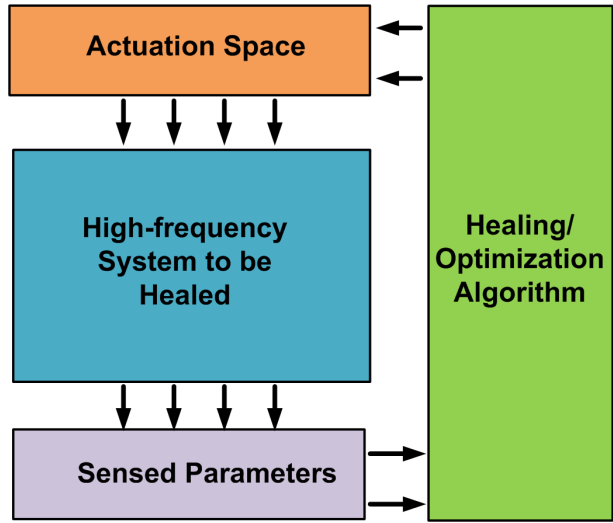 Actuation Space
High-frequency
System to be
Healed
Healing/
Optimization
Algorithm
Sensed Parameters